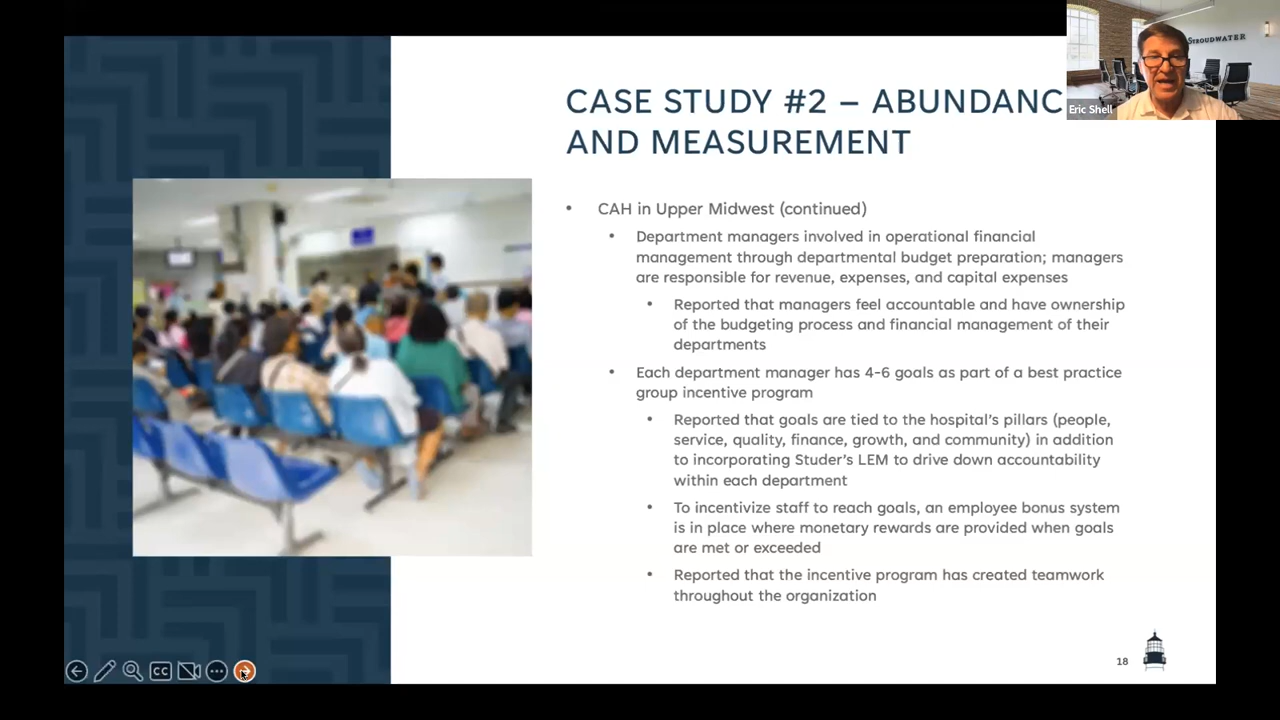 STROUDWATER
Eric Shell
CASE STUDY #2 – ABUNDANC
AND MEASUREMENT
• CAH in Upper Midwest (continued)
• Department managers involved in operational financial
management through departmental budget preparation; managers
are responsible for revenue, expenses, and capital expenses
• Reported that managers feel accountable and have ownership
of the budgeting process and financial management of their
departments
• Each department manager has 4-6 goals as part of a best practice
group incentive program
• Reported that goals are tied to the hospital's pillars (people,
service, quality, finance, growth, and community) in addition
to incorporating Studer's LEM to drive down accountability
within each department
• To incentivize staff to reach goals, an employee bonus system
is in place where monetary rewards are provided when goals
are met or exceeded
• Reported that the incentive program has created teamwork
throughout the organization
18
CC